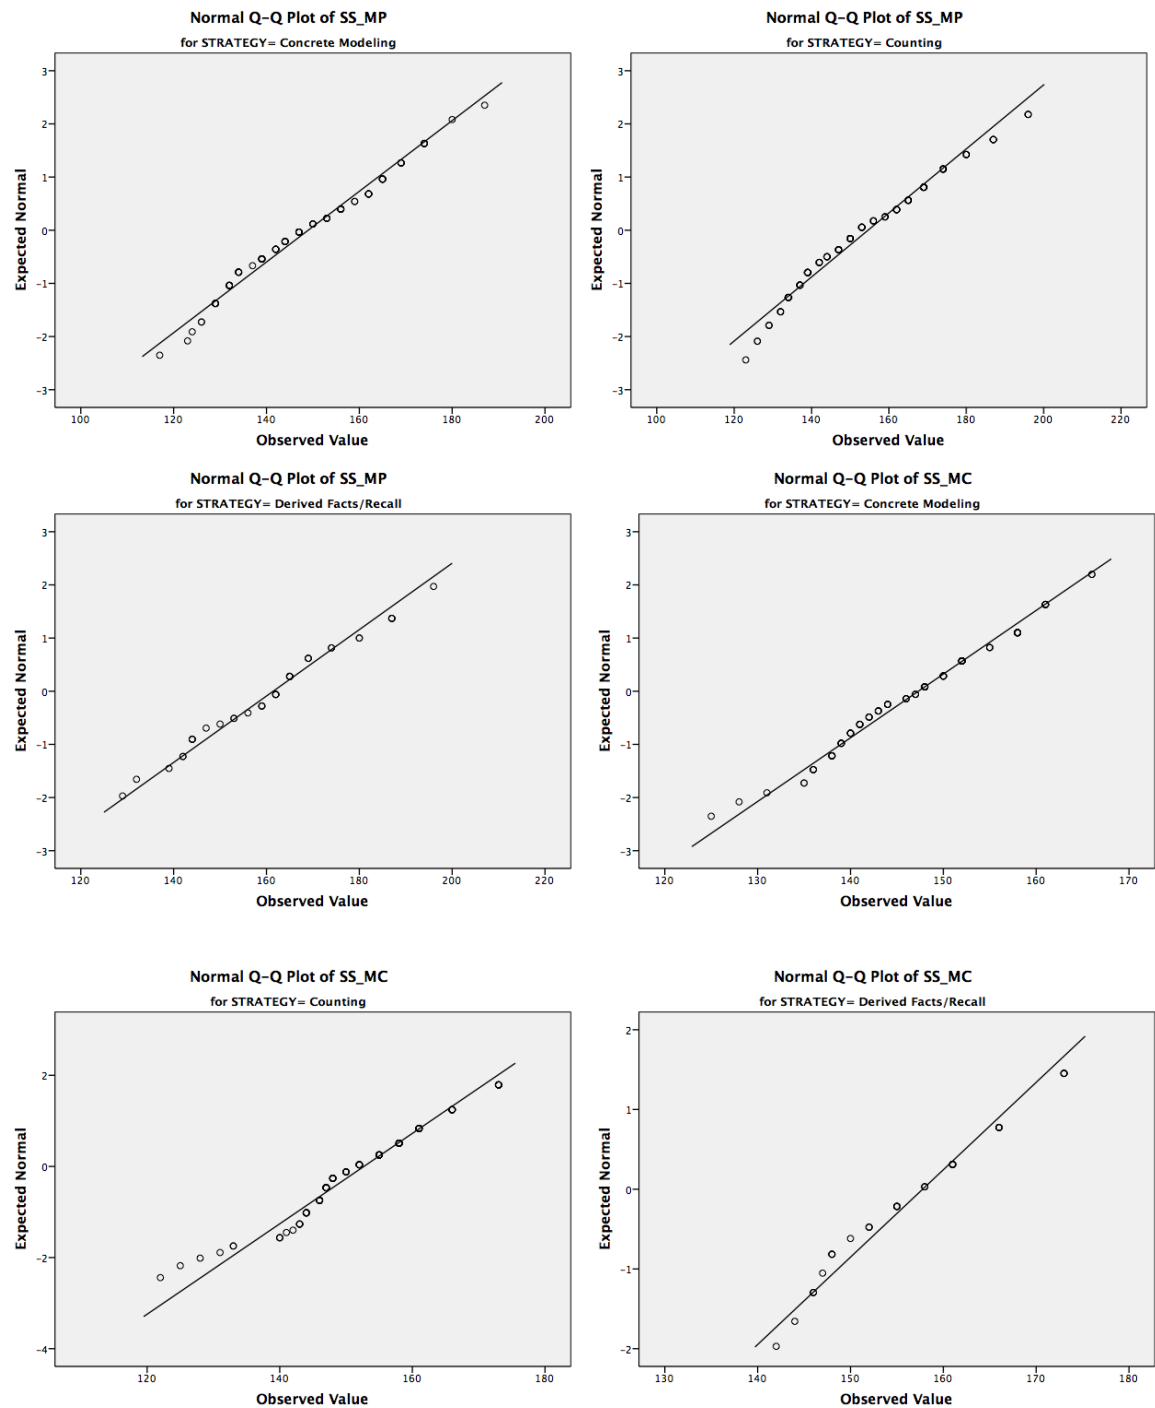 Normal Q-Q Plot of SS_MP
for STRATEGY= Concrete Modeling
Expected Normal
3
2
1
0
-1
-2
-3
100 120 140 160 180 200
Observed Value
Normal Q-Q Plot of SS_MP
for STRATEGY= Counting
Expected Normal
3
2
1
0
-1
-2
-3
100 120 140 160 180 200 220
Observed Value
Normal Q-Q Plot of SS_MP
for STRATEGY= Derived Facts/Recall
Expected Normal
3
2
1
0
-1
-2
-3
120 140 160 180 200 220
Observed Value
Normal Q-Q Plot of SS_MC
for STRATEGY= Concrete Modeling
Expected Normal
3
2
1
0
-1
-2
-3
120 130 140 150 160 170
Observed Value
Normal Q-Q Plot of SS_MC
for STRATEGY= Counting
Expected Normal
2
0
-2
-4
120 140 160 180
Observed Value
Normal Q-Q Plot of SS_MC
for STRATEGY= Derived Facts/Recall
Expected Normal
2
1
0
-1
-2
130 140 150 160 170 180
Observed Value